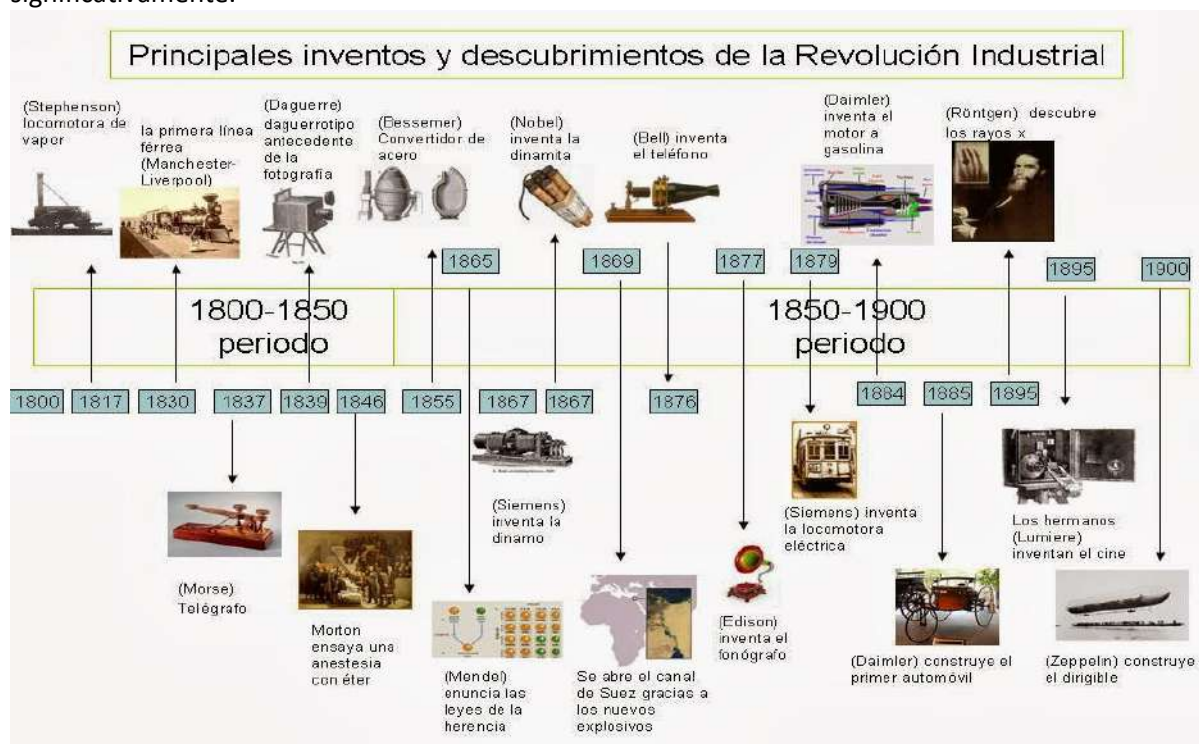 significativamente.
Principales inventos y descubrimientos de la Revolución Industrial
(Stephenson)
locomotora de
vapor
la primera línea
férrea
(Manchester-
Liverpool)
(Daguerre)
daguerrotipo
antecedente
de la
fotografía
(Bessemer)
Convertidor de
acero
(Nobel)
inventa la
dinamita
(Bell) inventa
el teléfono
(Daimler)
inventa el
motor a
gasolina
(Röntgen) descubre
los rayos x
1865
1869
1877
1879
1895
1900
1800-1850
periodo
1850-1900
periodo
1800
1817
1830
1837
1839
1846
1855
1867
1867
1876
1884
1885
1895
(Morse)
Telégrafo
Morton
ensaya una
anestesia
con éter
(Mendel)
enuncia las
leyes de la
herencia
(Siemens)
inventa la
dinamo
Se abre el canal
de Suez gracias a
los nuevos
explosivos
(Edison)
inventa el
fonógrafo
(Siemens) inventa
la locomotora
eléctrica
(Daimler) construye el
primer automóvil
Los hermanos
(Lumiere)
inventan el cine
(Zeppelin) construye
el dirigible